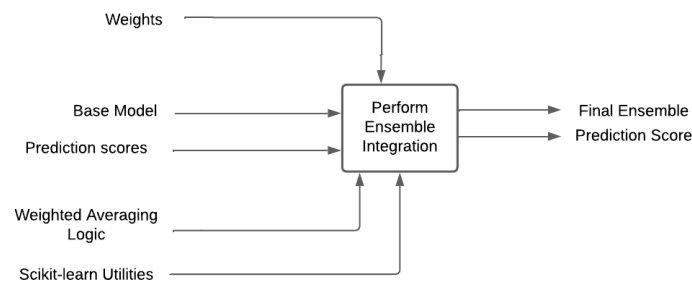 Weights
Base Model
Prediction scores
Weighted Averaging
Logic
Scikit-learn Utilities
Perform
Ensemble
Integration
Final Ensemble
Prediction Score